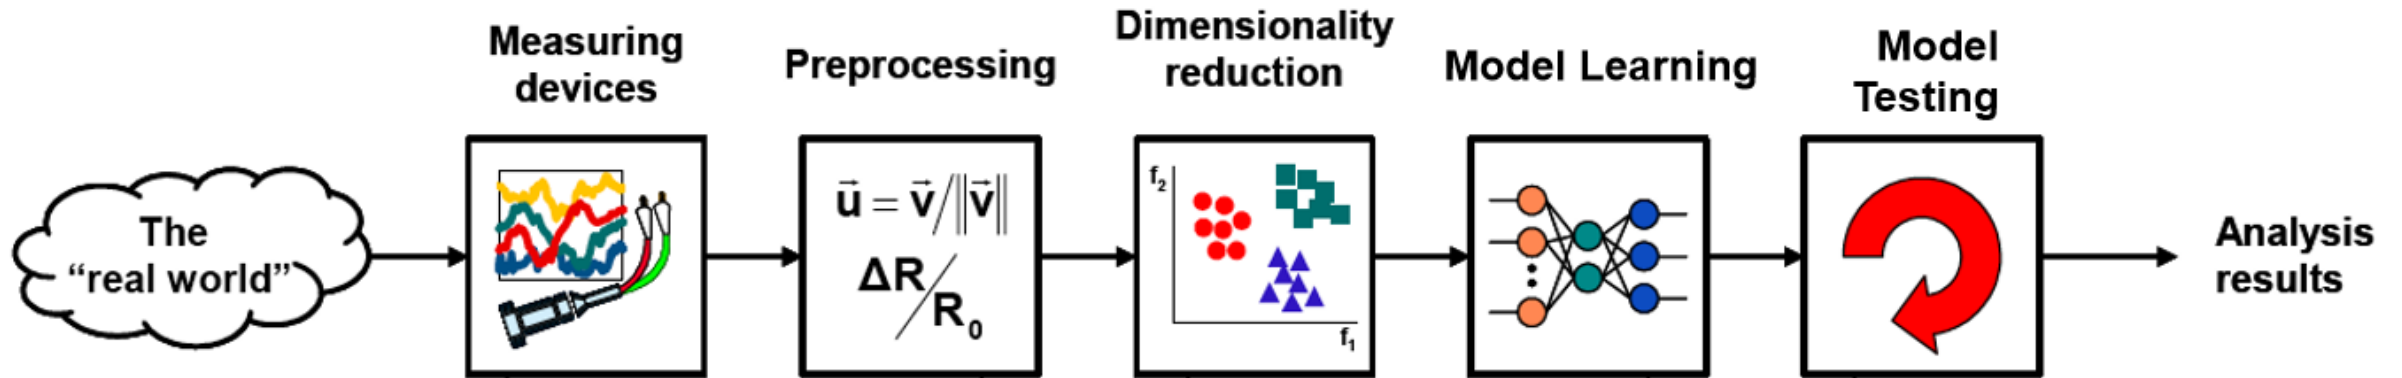 Measuring
devices
Preprocessing
Dimensionality
reduction
Model Learning
Model
Testing
The
“real world”
u⃗ = v⃗/‖v⃗‖
ΔR/R₀
f₂
f₁
Analysis
results